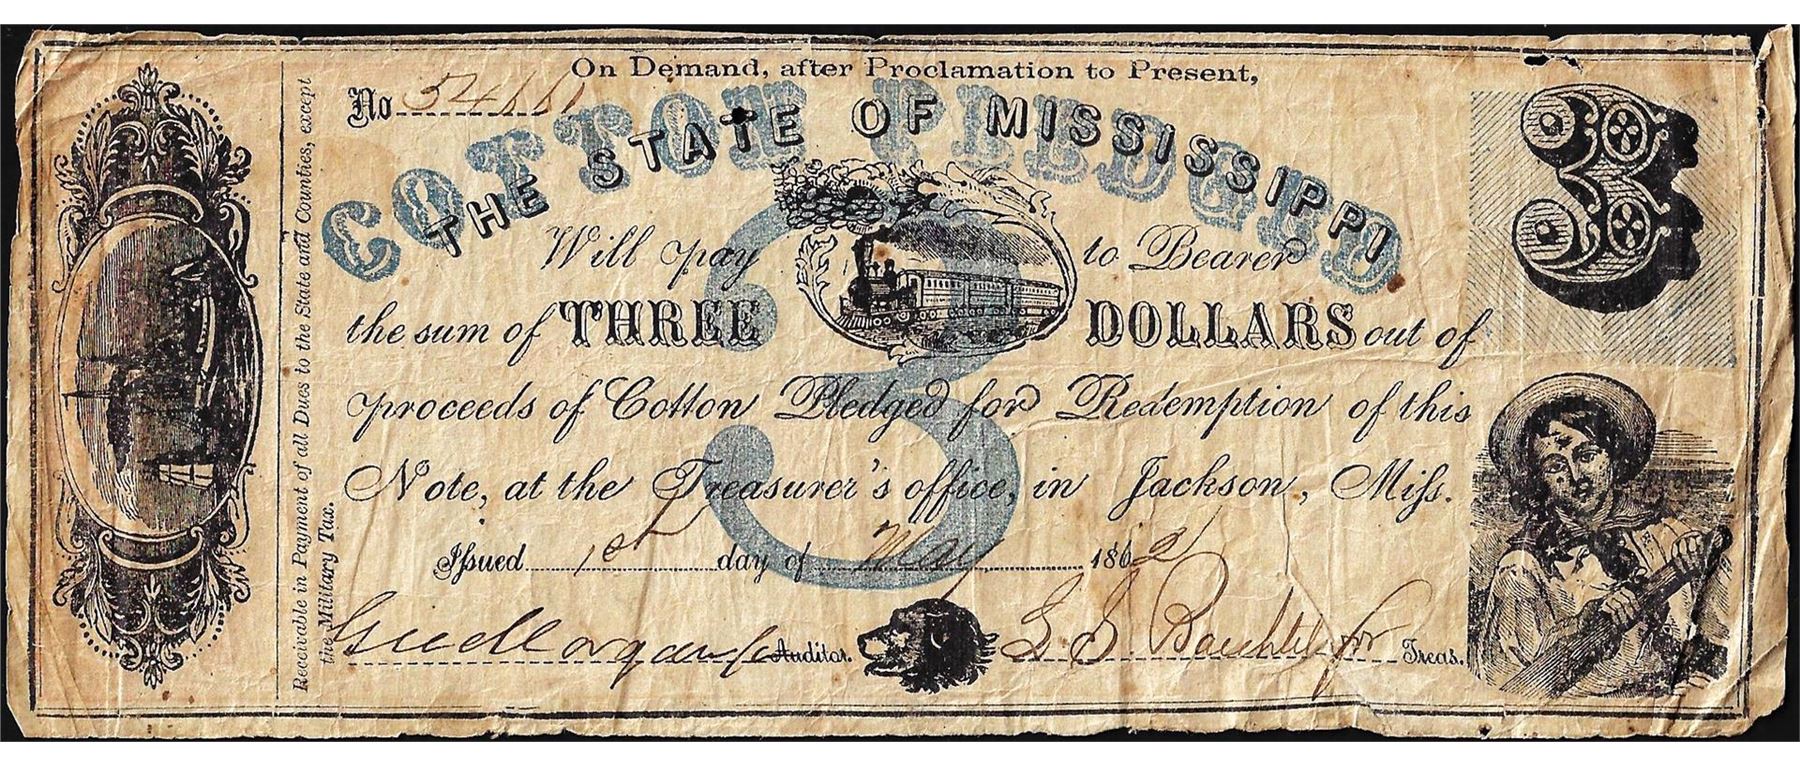 On Demand, after Proclamation to Present,
No 54661
COTTON PLEDGED
THE STATE OF MISSISSIPPI
3
Will pay to Bearer
the sum of THREE DOLLARS out of
proceeds of Cotton Pledged for Redemption of this
Note, at the Treasurer's office, in Jackson, Miſs.
Iſsued 1st day of May 1862
Auditor.
Treas.
3
Receivable in Payment of all Dues to the State and Counties, except
the Military Tax.